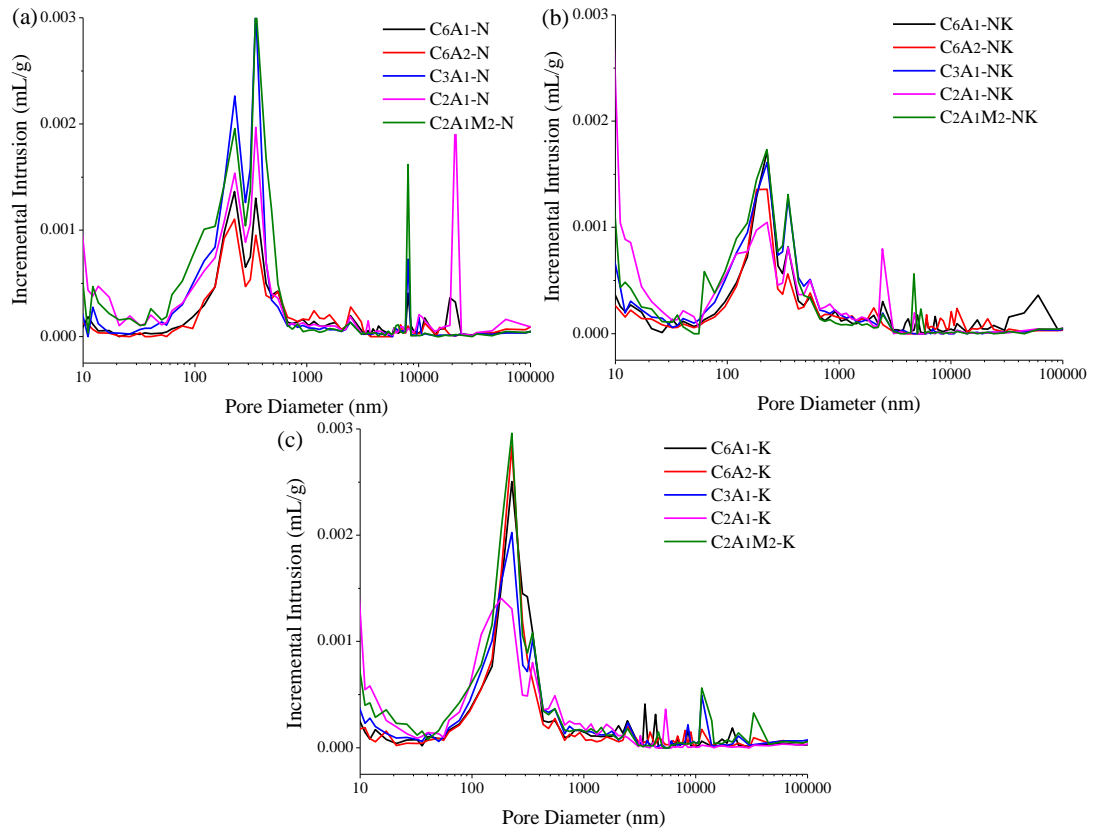 (a)
0.003
0.002
0.001
0.000
Incremental Intrusion (mL/g)
C6A1-N
C6A2-N
C3A1-N
C2A1-N
C2A1M2-N
10
100
1000
10000
100000
Pore Diameter (nm)
(b)
0.003
0.002
0.001
0.000
Incremental Intrusion (mL/g)
C6A1-NK
C6A2-NK
C3A1-NK
C2A1-NK
C2A1M2-NK
10
100
1000
10000
100000
Pore Diameter (nm)
(c)
0.003
0.002
0.001
0.000
Incremental Intrusion (mL/g)
C6A1-K
C6A2-K
C3A1-K
C2A1-K
C2A1M2-K
10
100
1000
10000
100000
Pore Diameter (nm)